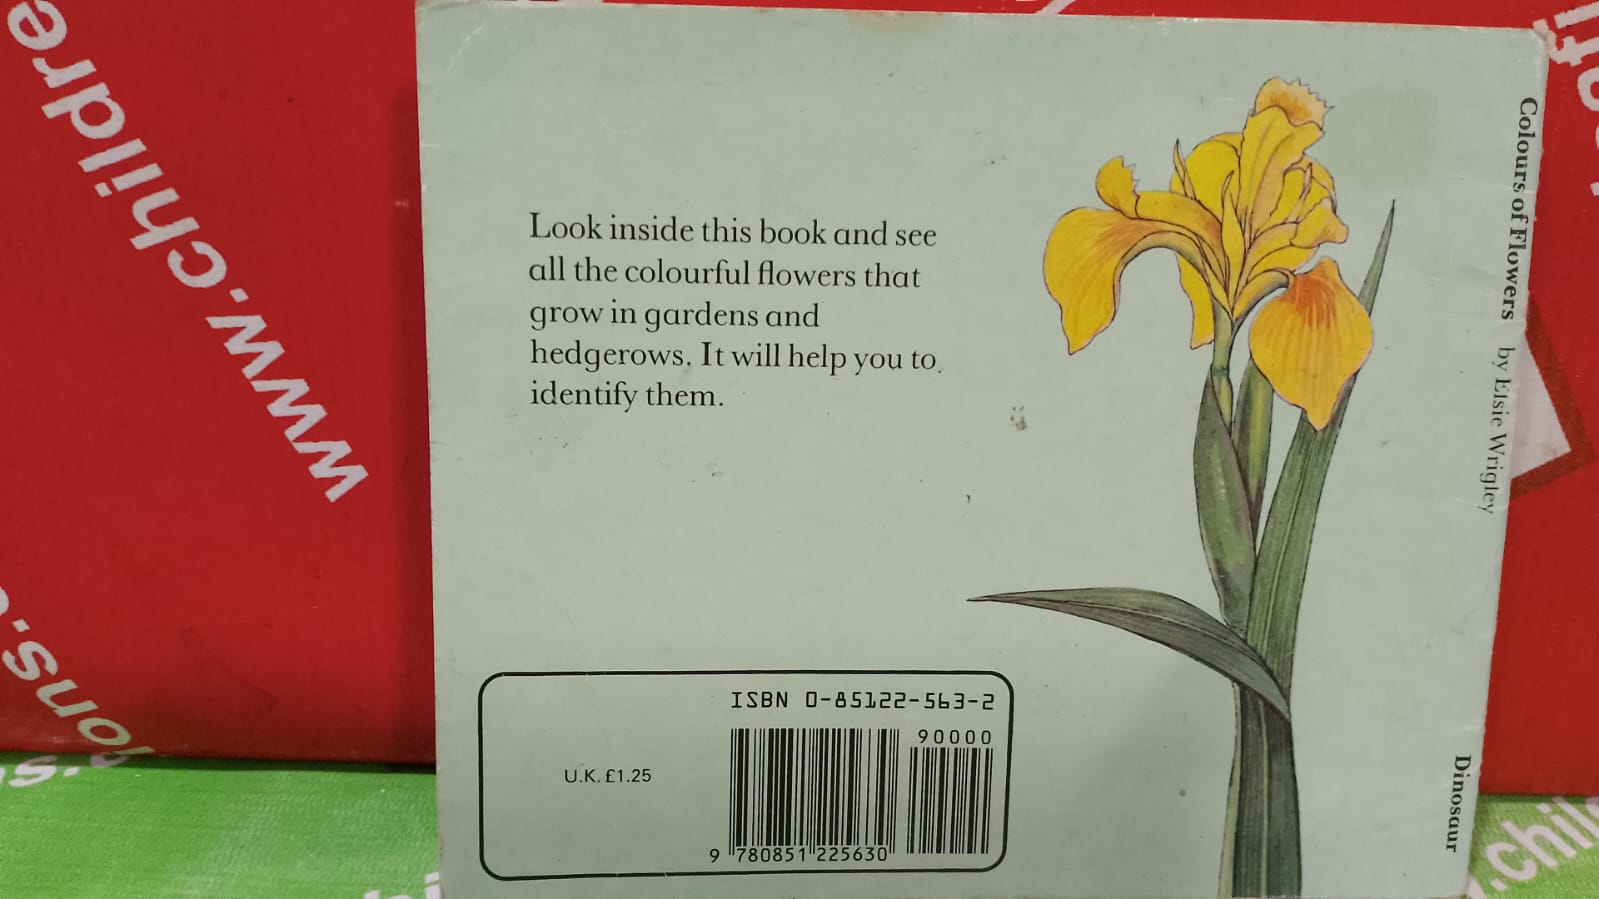 www.childre
Look inside this book and see
all the colourful flowers that
grow in gardens and
hedgerows. It will help you to
identify them.
ISBN 0-85122-563-2
90000
U.K. £1.25
9 780851 225630
Colours of Flowers by Elsie Wrigley
Dinosaur